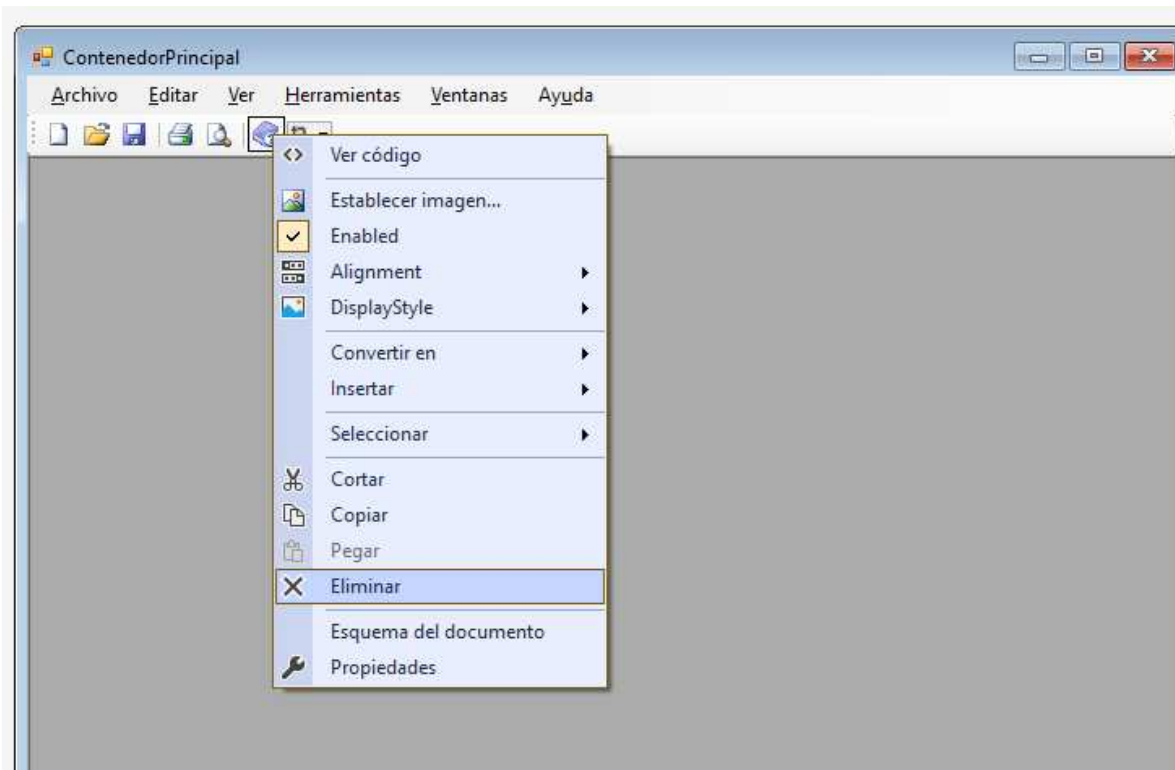 ContenedorPrincipal
Archivo Editar Ver Herramientas Ventanas Ayuda
Ver código
Establecer imagen...
Enabled
Alignment
DisplayStyle
Convertir en
Insertar
Seleccionar
Cortar
Copiar
Pegar
Eliminar
Esquema del documento
Propiedades